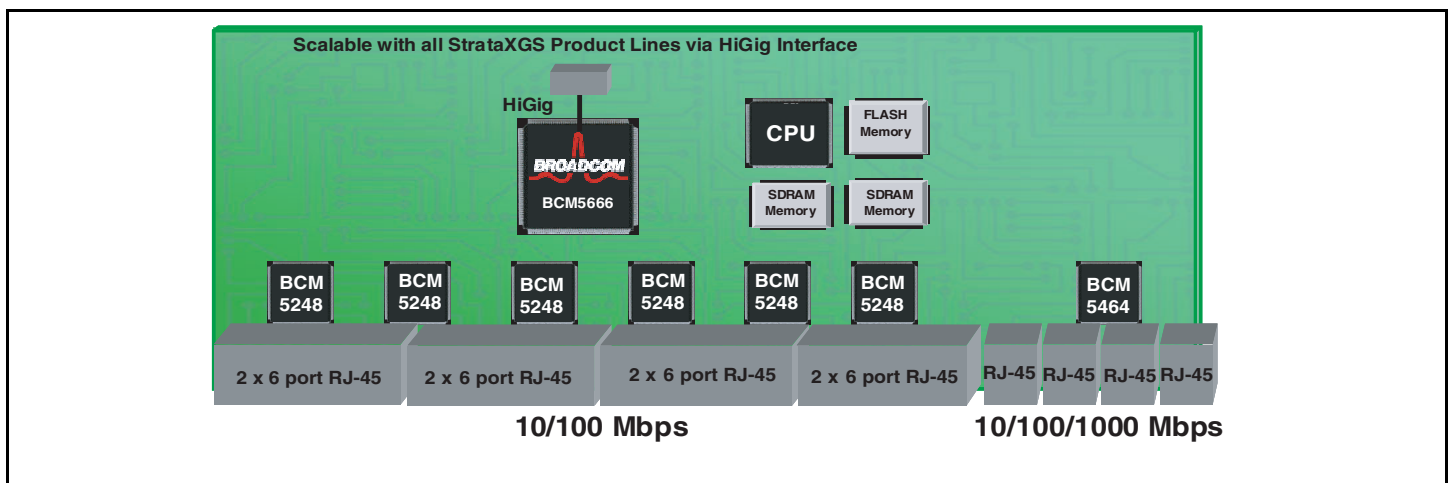 Scalable with all StrataXGS Product Lines via HiGig Interface
HiGig
BROADCOM
BCM5666
CPU
FLASH
Memory
SDRAM
Memory
SDRAM
Memory
BCM
5248
BCM
5248
BCM
5248
BCM
5248
BCM
5248
BCM
5248
BCM
5464
2 x 6 port RJ-45
2 x 6 port RJ-45
2 x 6 port RJ-45
2 x 6 port RJ-45
RJ-45
RJ-45
RJ-45
RJ-45
10/100 Mbps
10/100/1000 Mbps